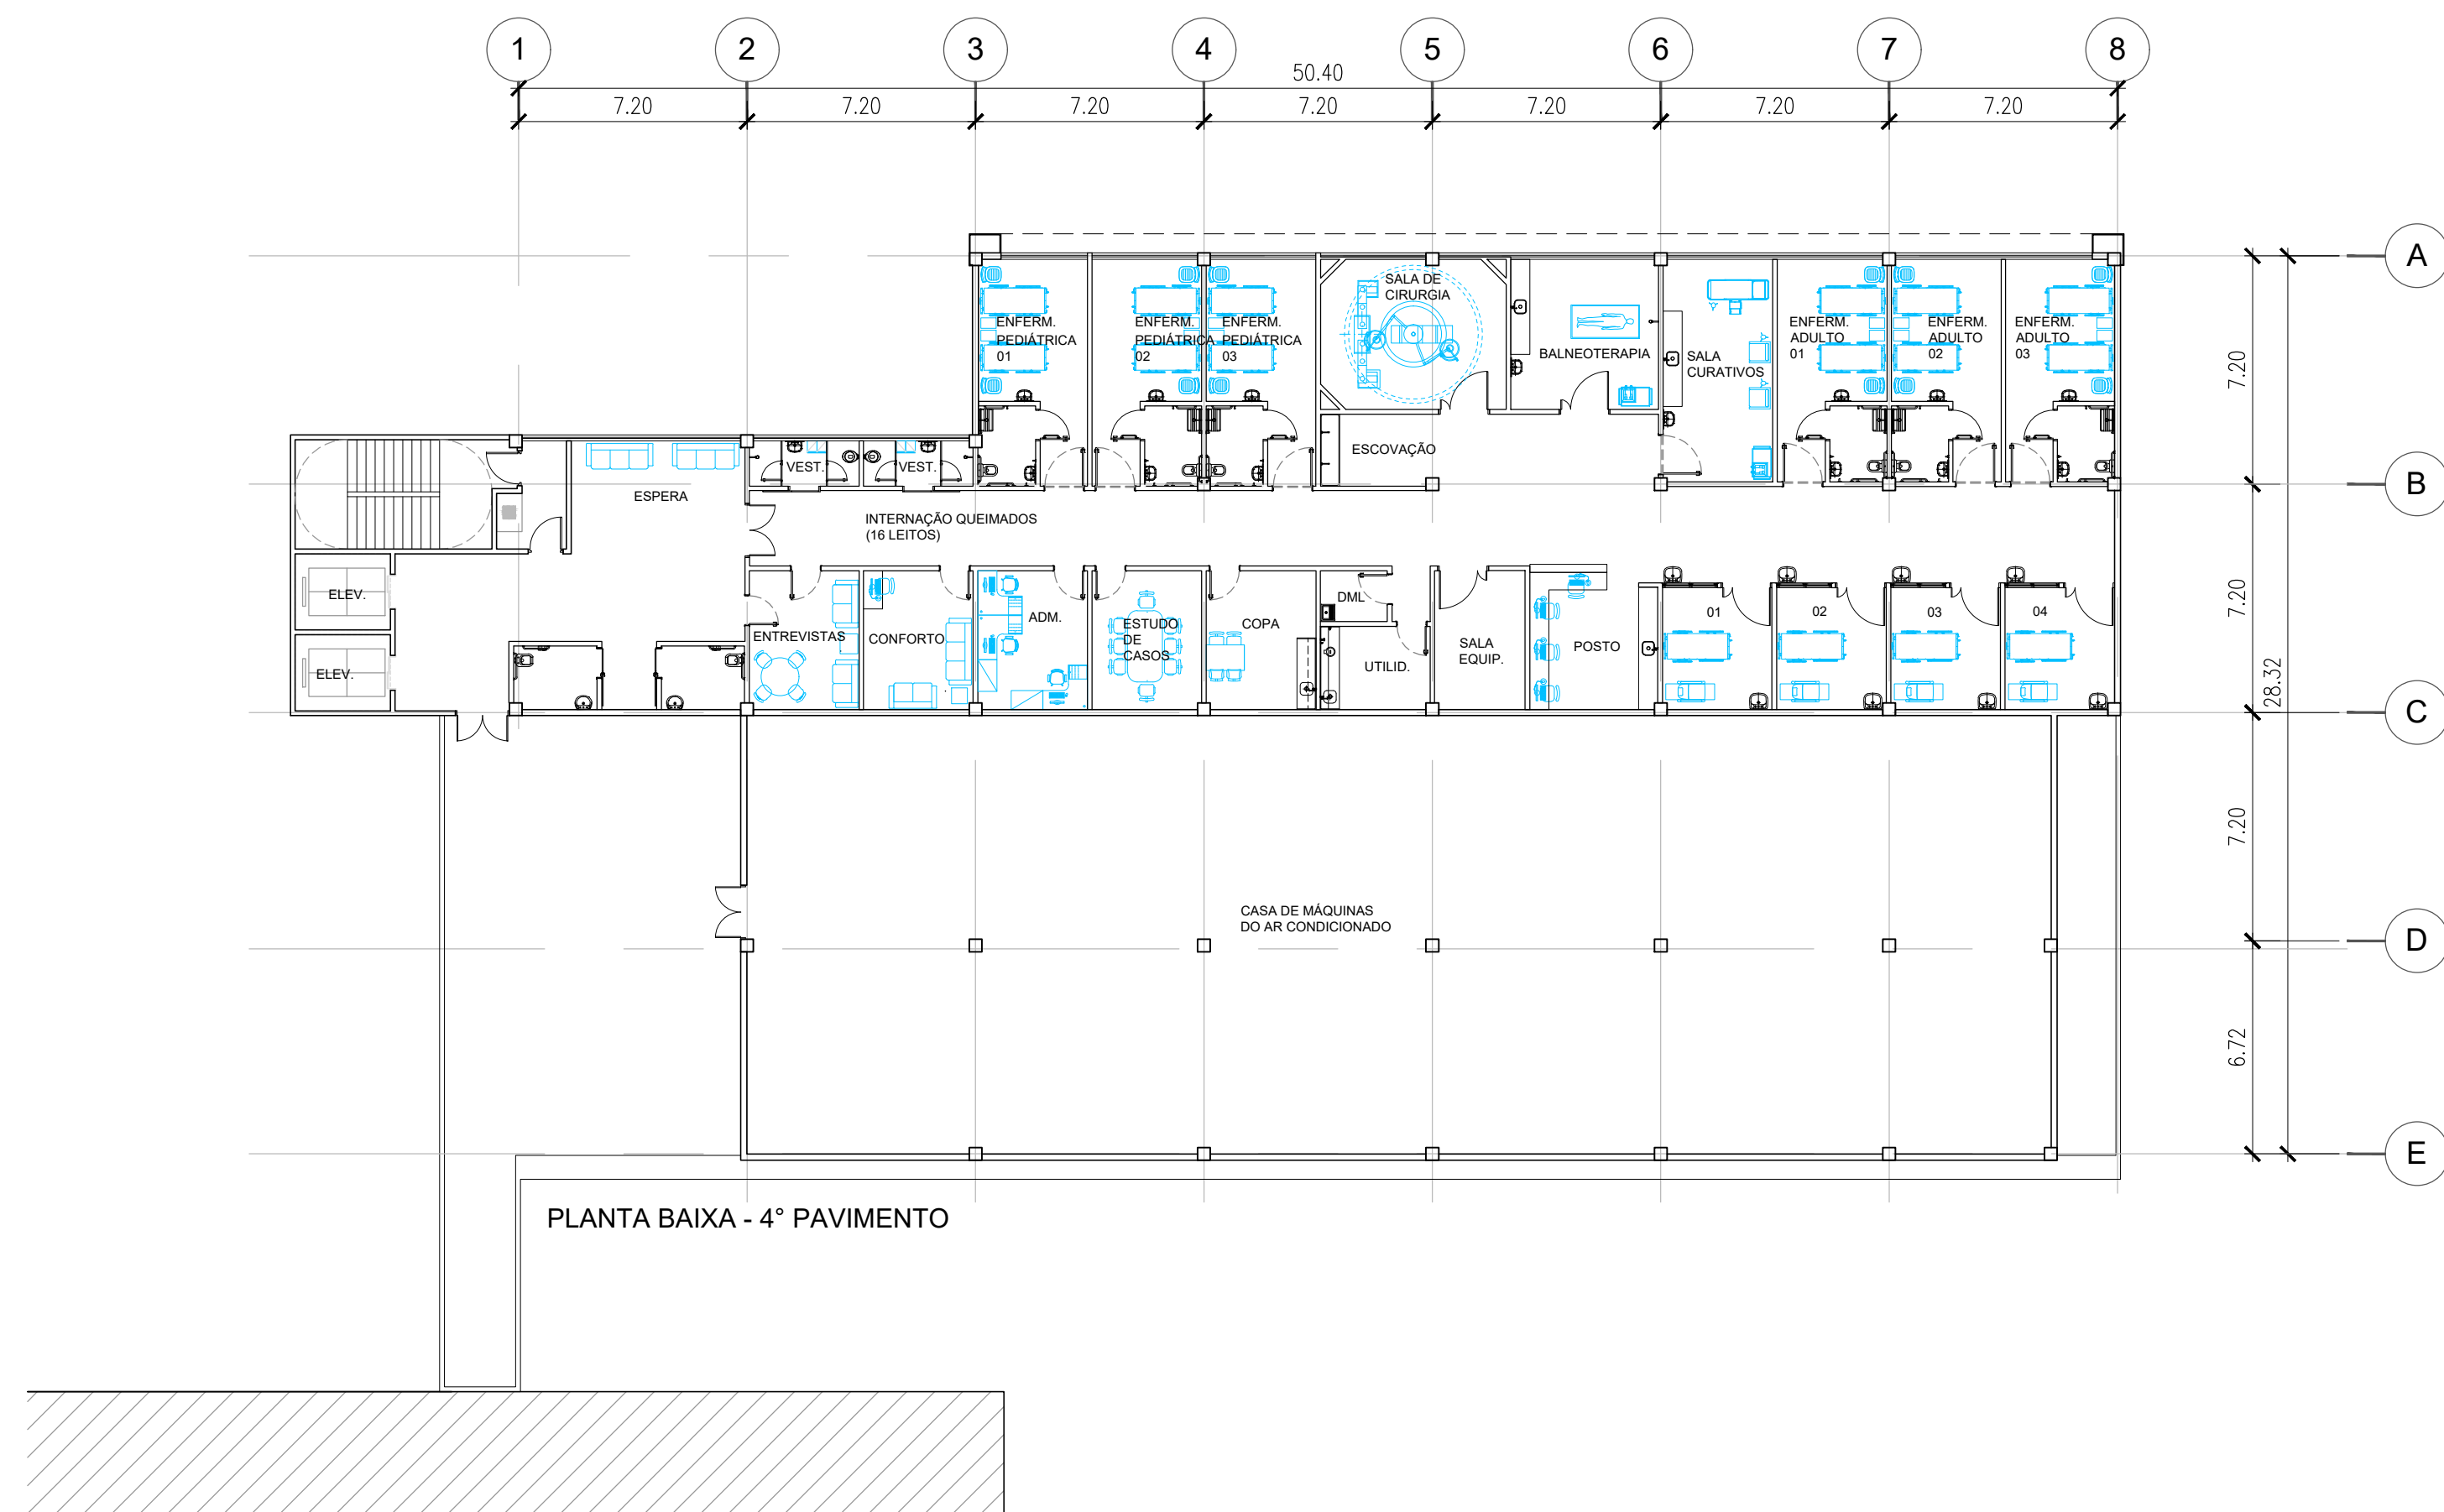 1 2 3 4 5 6 7 8
50.40
7.20 7.20 7.20 7.20 7.20 7.20 7.20
A
B
C
D
E
7.20
7.20
7.20
6.72
28.32
ENFERM.
PEDIÁTRICA
01
ENFERM.
PEDIÁTRICA
02
ENFERM.
PEDIÁTRICA
03
SALA DE
CIRURGIA
BALNEOTERAPIA
SALA
CURATIVOS
ENFERM.
ADULTO
01
ENFERM.
ADULTO
02
ENFERM.
ADULTO
03
ESCOVAÇÃO
VEST.
VEST.
ESPERA
INTERNAÇÃO QUEIMADOS
(16 LEITOS)
ELEV.
ELEV.
ENTREVISTAS
CONFORTO
ADM.
ESTUDO
DE
CASOS
COPA
DML
UTILID.
SALA
EQUIP.
POSTO
01
02
03
04
CASA DE MÁQUINAS
DO AR CONDICIONADO
PLANTA BAIXA - 4° PAVIMENTO